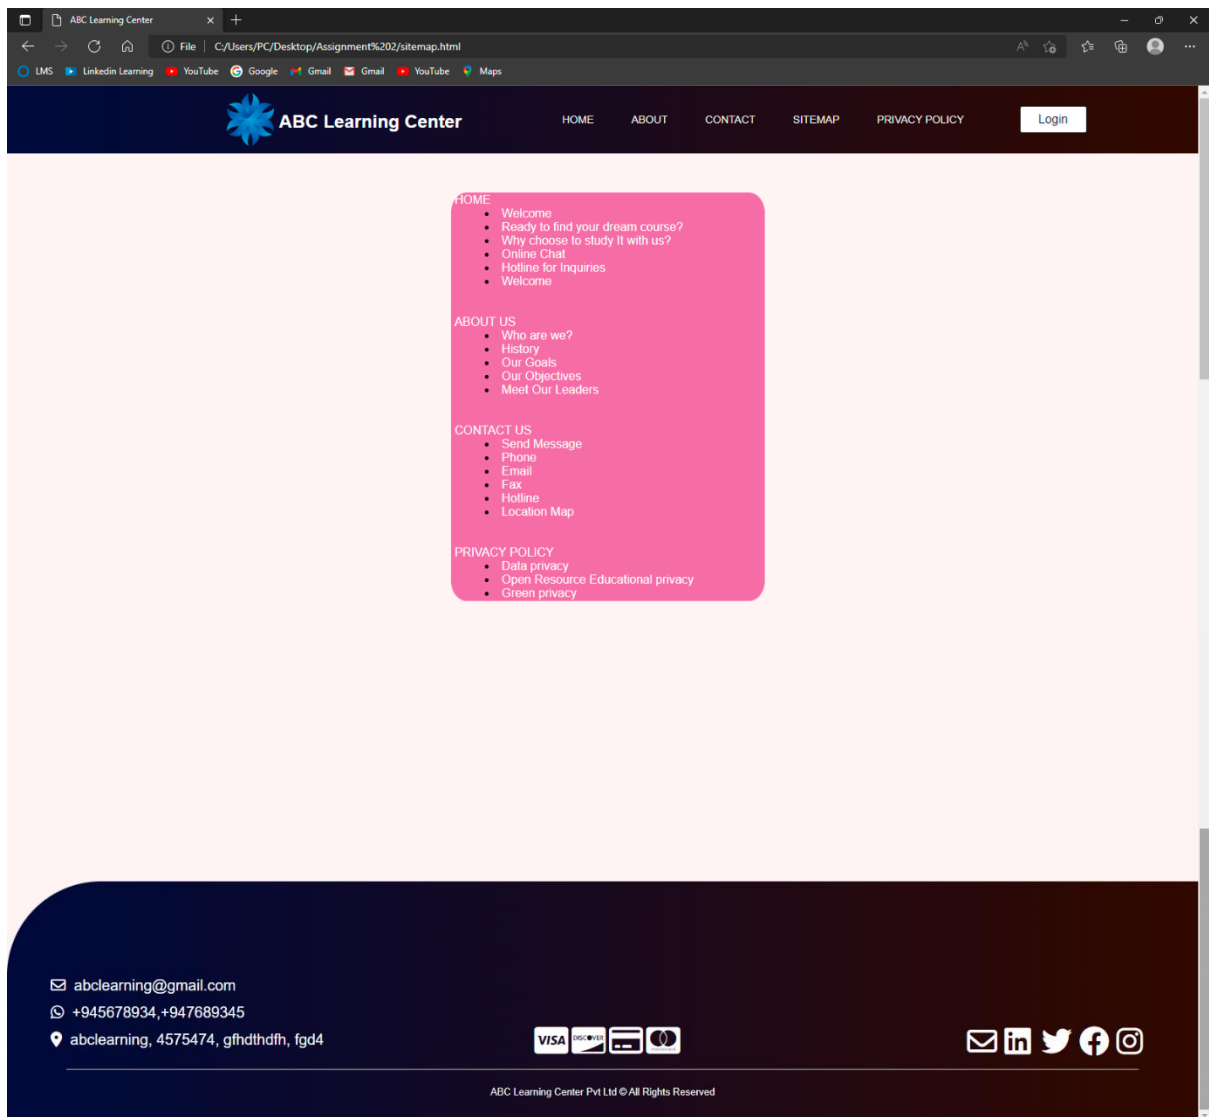 ABC Learning Center
File
C:/Users/PC/Desktop/Assignment%202/sitemap.html
LMS Linkedin Learning YouTube Google Gmail Gmail YouTube Maps
ABC Learning Center HOME ABOUT CONTACT SITEMAP PRIVACY POLICY Login
HOME
Welcome
Ready to find your dream course?
Why choose to study It with us?
Online Chat
Hotline for Inquiries
Welcome
ABOUT US
Who are we?
History
Our Goals
Our Objectives
Meet Our Leaders
CONTACT US
Send Message
Phone
Email
Fax
Hotline
Location Map
PRIVACY POLICY
Data privacy
Open Resource Educational privacy
Green privacy
abclearning@gmail.com
+945678934,+947689345
abclearning, 4575474, gfhdthdfh, fgd4
VISA DISCOVER
ABC Learning Center Pvt Ltd © All Rights Reserved